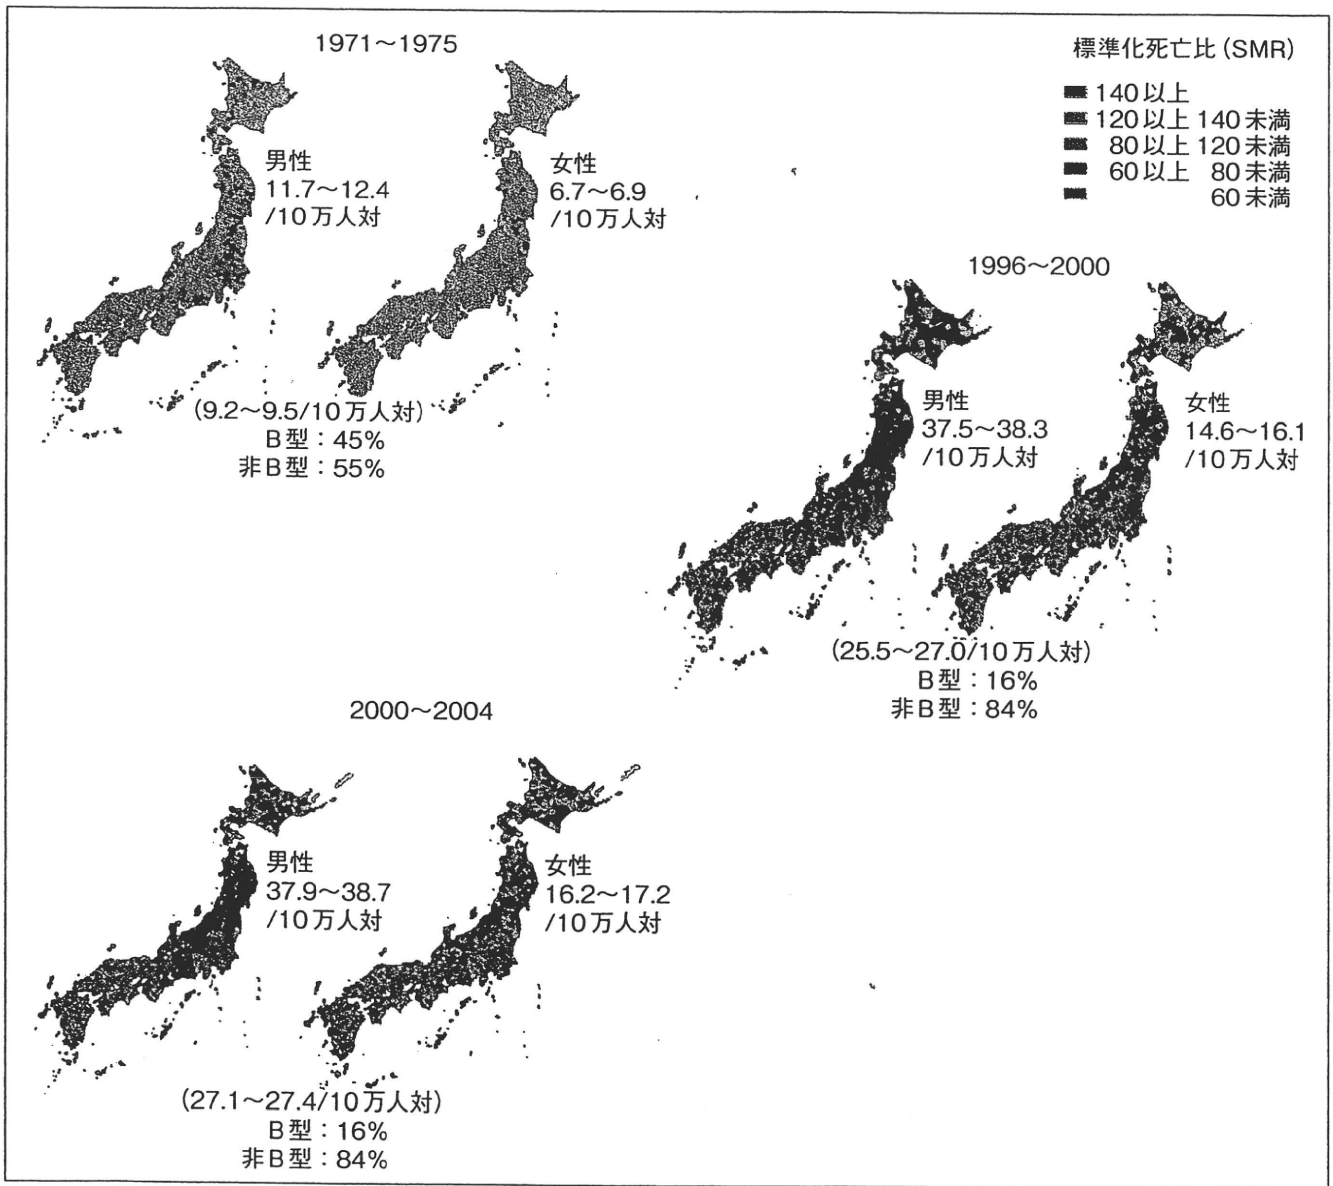 1971～1975
男性
11.7～12.4
/10万人対
女性
6.7～6.9
/10万人対
(9.2～9.5/10万人対)
B型：45%
非B型：55%
標準化死亡比(SMR)
140以上
120以上 140未満
80以上 120未満
60以上 80未満
60未満
1996～2000
男性
37.5～38.3
/10万人対
女性
14.6～16.1
/10万人対
(25.5～27.0/10万人対)
B型：16%
非B型：84%
2000～2004
男性
37.9～38.7
/10万人対
女性
16.2～17.2
/10万人対
(27.1～27.4/10万人対)
B型：16%
非B型：84%